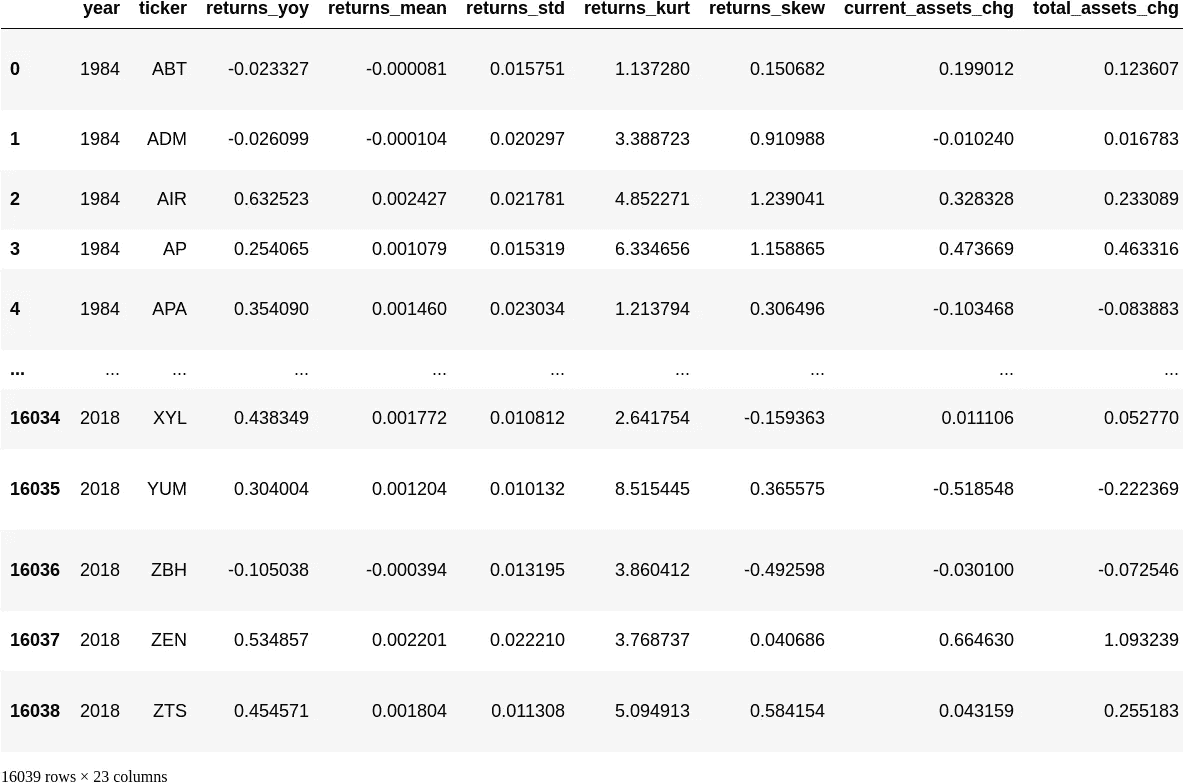 year ticker returns_yoy returns_mean returns_std returns_kurt returns_skew current_assets_chg total_assets_chg
0 1984 ABT -0.023327 -0.000081 0.015751 1.137280 0.150682 0.199012 0.123607
1 1984 ADM -0.026099 -0.000104 0.020297 3.388723 0.910988 -0.010240 0.016783
2 1984 AIR 0.632523 0.002427 0.021781 4.852271 1.239041 0.328328 0.233089
3 1984 AP 0.254065 0.001079 0.015319 6.334656 1.158865 0.473669 0.463316
4 1984 APA 0.354090 0.001460 0.023034 1.213794 0.306496 -0.103468 -0.083883
... ... ... ... ... ... ... ... ... ...
16034 2018 XYL 0.438349 0.001772 0.010812 2.641754 -0.159363 0.011106 0.052770
16035 2018 YUM 0.304004 0.001204 0.010132 8.515445 0.365575 -0.518548 -0.222369
16036 2018 ZBH -0.105038 -0.000394 0.013195 3.860412 -0.492598 -0.030100 -0.072546
16037 2018 ZEN 0.534857 0.002201 0.022210 3.768737 0.040686 0.664630 1.093239
16038 2018 ZTS 0.454571 0.001804 0.011308 5.094913 0.584154 0.043159 0.255183
16039 rows × 23 columns